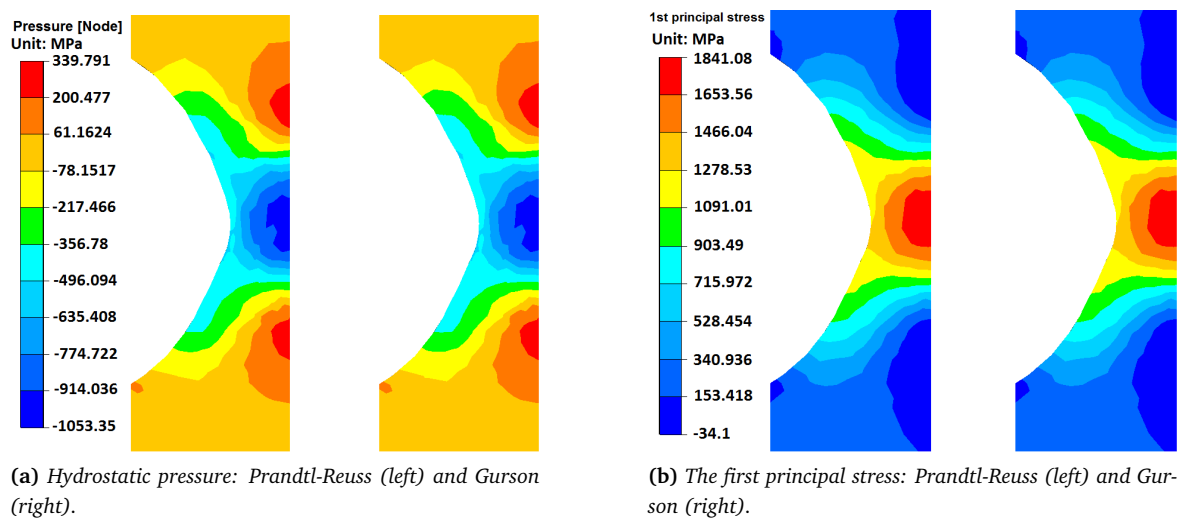 Pressure [Node]
Unit: MPa
339.791
200.477
61.1624
-78.1517
-217.466
-356.78
-496.094
-635.408
-774.722
-914.036
-1053.35
(a) Hydrostatic pressure: Prandtl-Reuss (left) and Gurson
(right).
1st principal stress
Unit: MPa
1841.08
1653.56
1466.04
1278.53
1091.01
903.49
715.972
528.454
340.936
153.418
-34.1
(b) The first principal stress: Prandtl-Reuss (left) and Gur-
son (right).